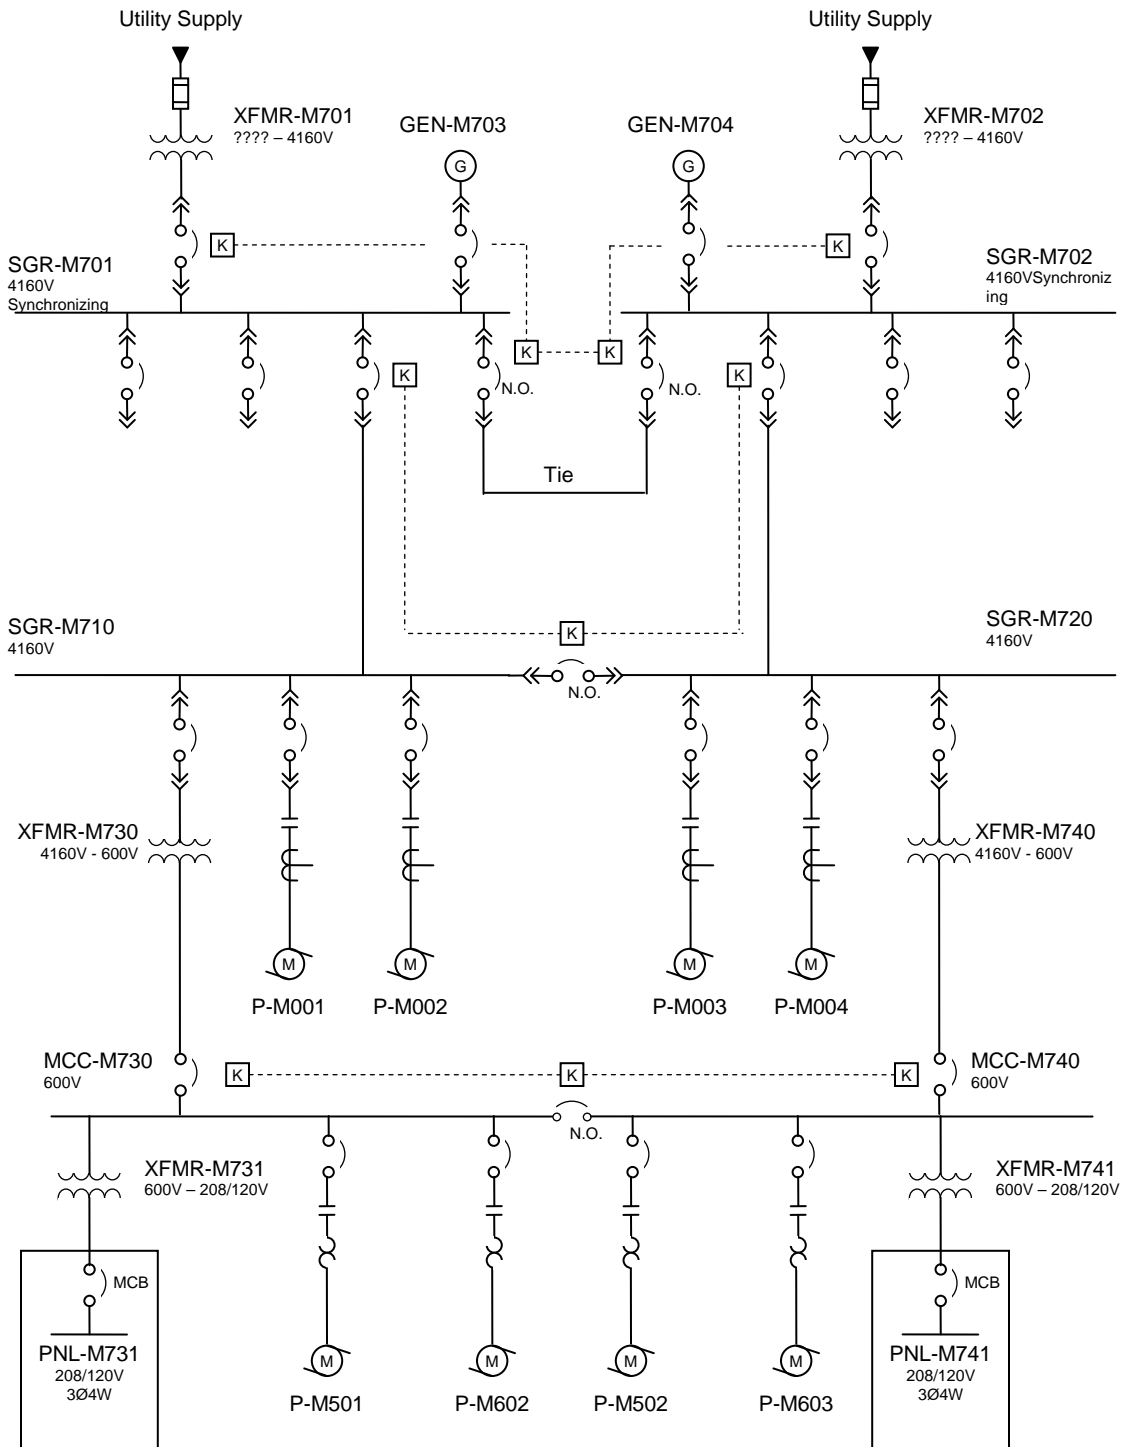 Utility Supply
Utility Supply
XFMR-M701
???? – 4160V
GEN-M703
GEN-M704
XFMR-M702
???? – 4160V
G
G
K
K
SGR-M701
4160V
Synchronizing
SGR-M702
4160VSynchroniz
ing
K
K
K
K
N.O.
N.O.
Tie
SGR-M710
4160V
K
SGR-M720
4160V
N.O.
XFMR-M730
4160V - 600V
XFMR-M740
4160V - 600V
M
M
M
M
P-M001
P-M002
P-M003
P-M004
MCC-M730
600V
K
K
K
MCC-M740
600V
N.O.
XFMR-M731
600V – 208/120V
XFMR-M741
600V – 208/120V
MCB
MCB
PNL-M731
208/120V
3Ø4W
M
M
M
M
PNL-M741
208/120V
3Ø4W
P-M501
P-M602
P-M502
P-M603